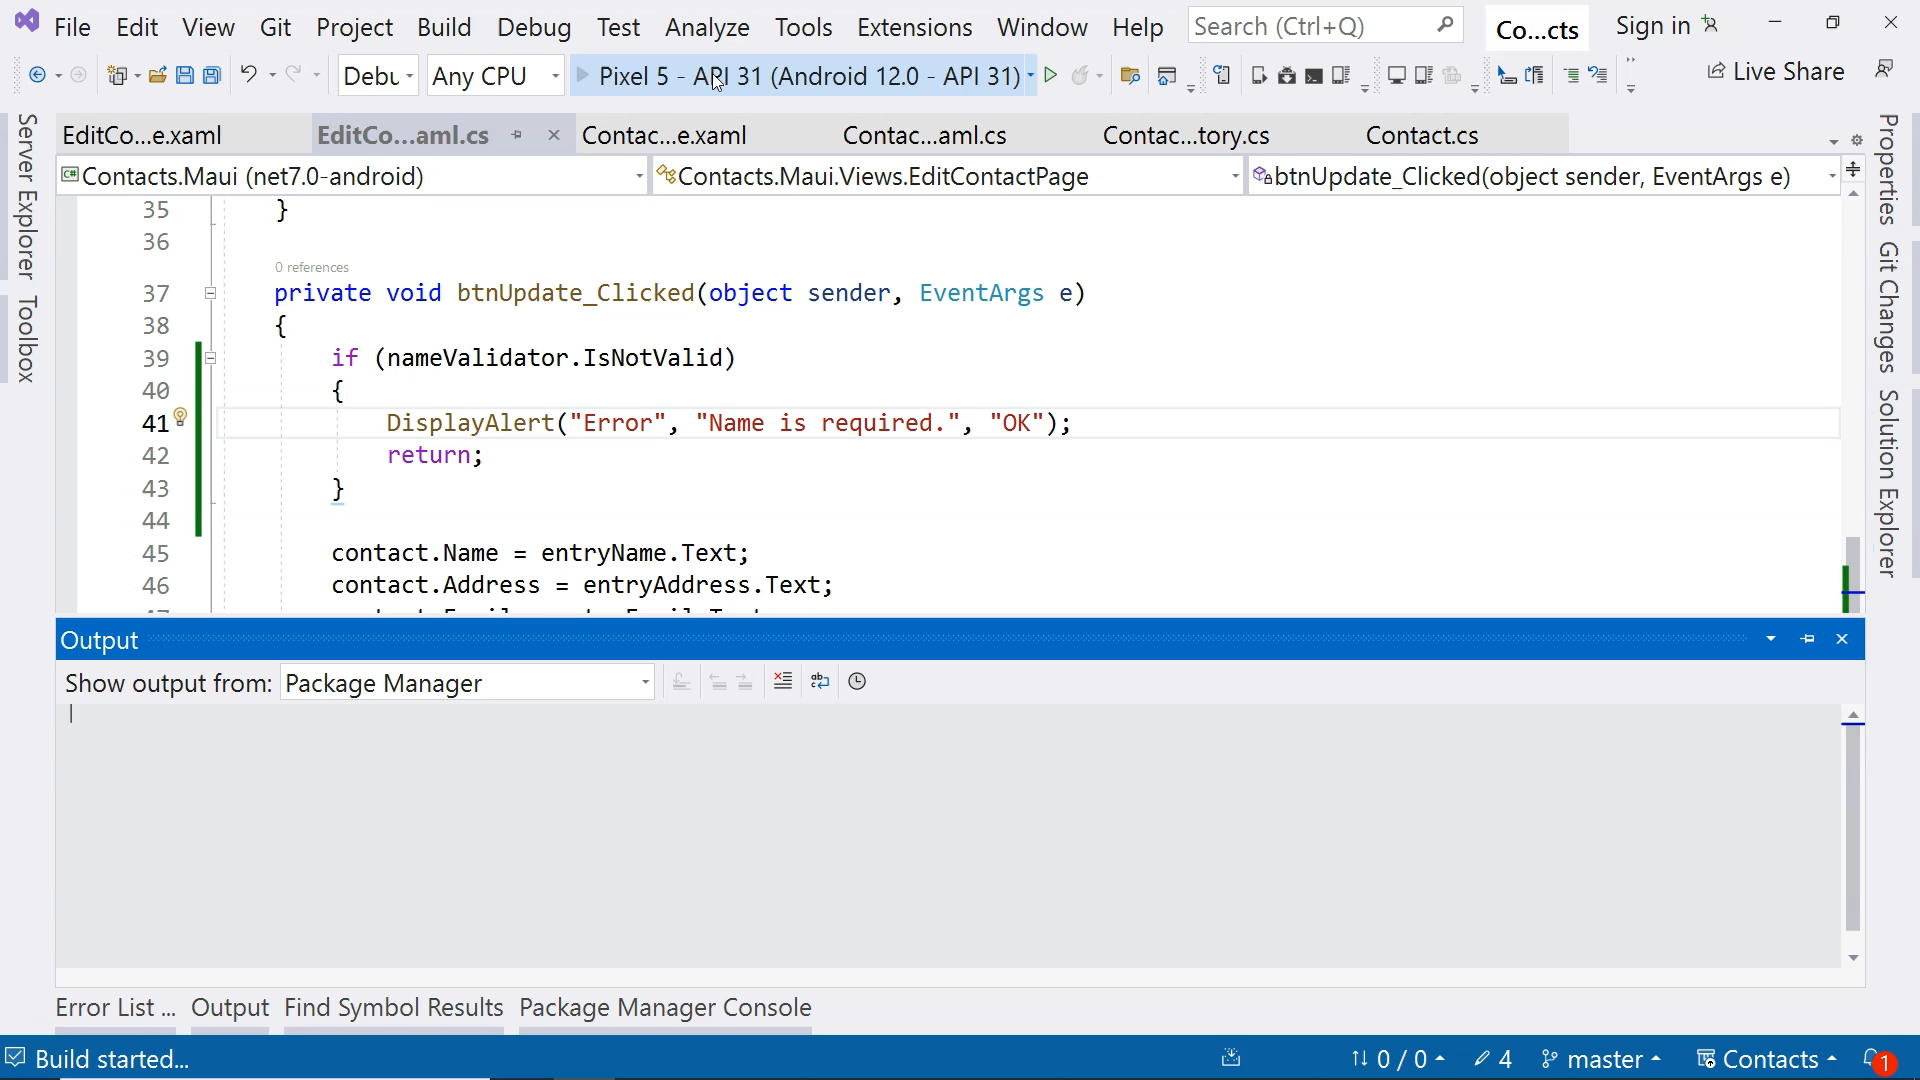 File Edit View Git Project Build Debug Test Analyze Tools Extensions Window Help Search (Ctrl+Q) Co...cts Sign in
Debu Any CPU Pixel 5 - API 31 (Android 12.0 - API 31) Live Share
EditCo...e.xaml EditCo...aml.cs Contac...e.xaml Contac...aml.cs Contac...tory.cs Contact.cs
Contacts.Maui (net7.0-android) Contacts.Maui.Views.EditContactPage btnUpdate_Clicked(object sender, EventArgs e)
Server Explorer
Toolbox
Properties
Git Changes
Solution Explorer
35 }
36
0 references
37 private void btnUpdate_Clicked(object sender, EventArgs e)
38 {
39 if (nameValidator.IsNotValid)
40 {
41 DisplayAlert("Error", "Name is required.", "OK");
42 return;
43 }
44
45 contact.Name = entryName.Text;
46 contact.Address = entryAddress.Text;
Output
Show output from: Package Manager
Error List ... Output Find Symbol Results Package Manager Console
Build started... 0 / 0 4 master Contacts 1